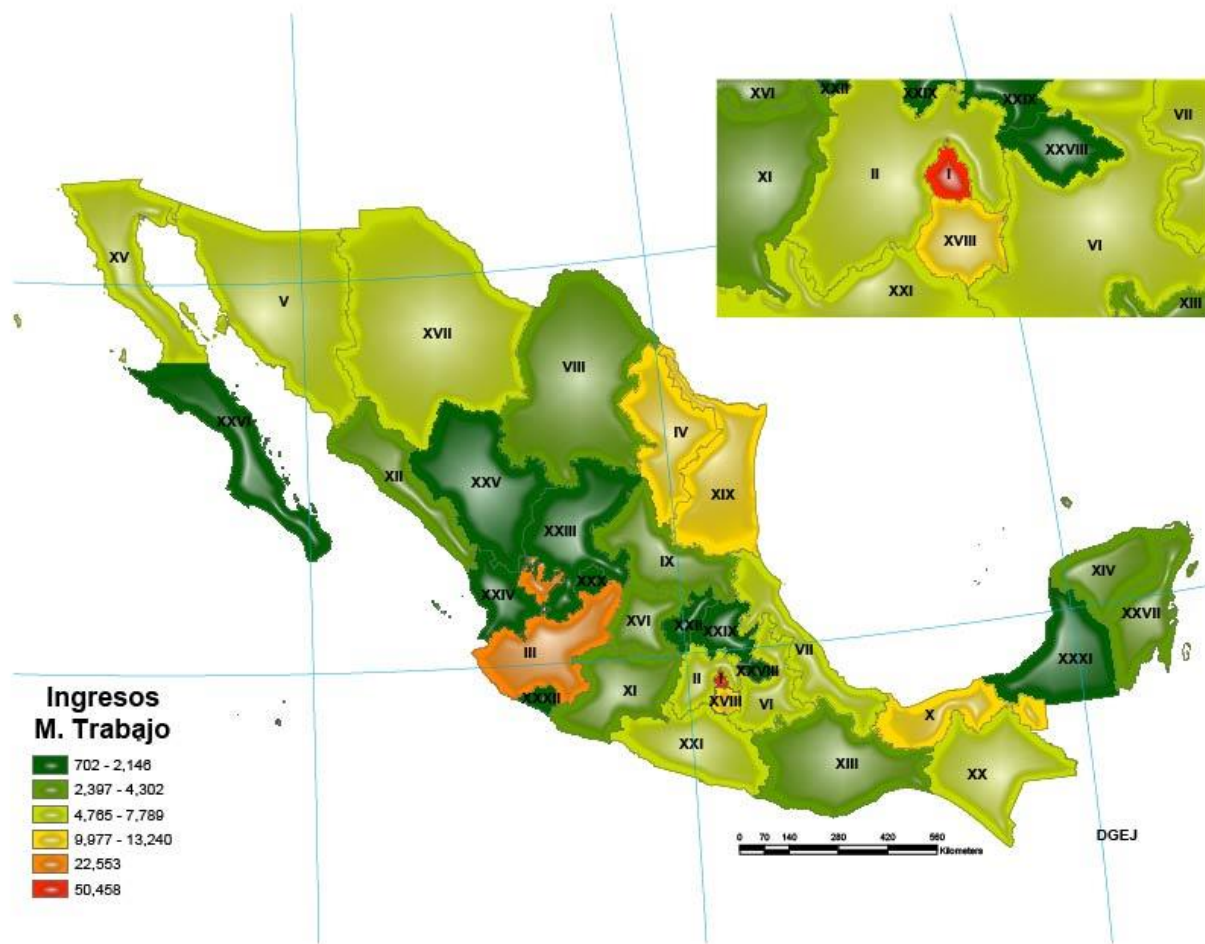 XVI
XXII
XXIX
XXIX
VII
XXVIII
XI
II
I
XVIII
VI
XXI
XIII
XV
V
XVII
VIII
XXVI
IV
XII
XXV
XIX
XXIII
IX
XXIV
XXX
XVI
XXII
XXIX
XIV
XXVII
III
VII
XXXI
II
I
XXVIII
XI
XXXII
XVIII
VI
X
XXI
XIII
XX
Ingresos
M. Trabajo
702 - 2,146
2,397 - 4,302
4,765 - 7,789
9,977 - 13,240
22,553
50,458
0 70 140 280 420 560
Kilometers
DGEJ